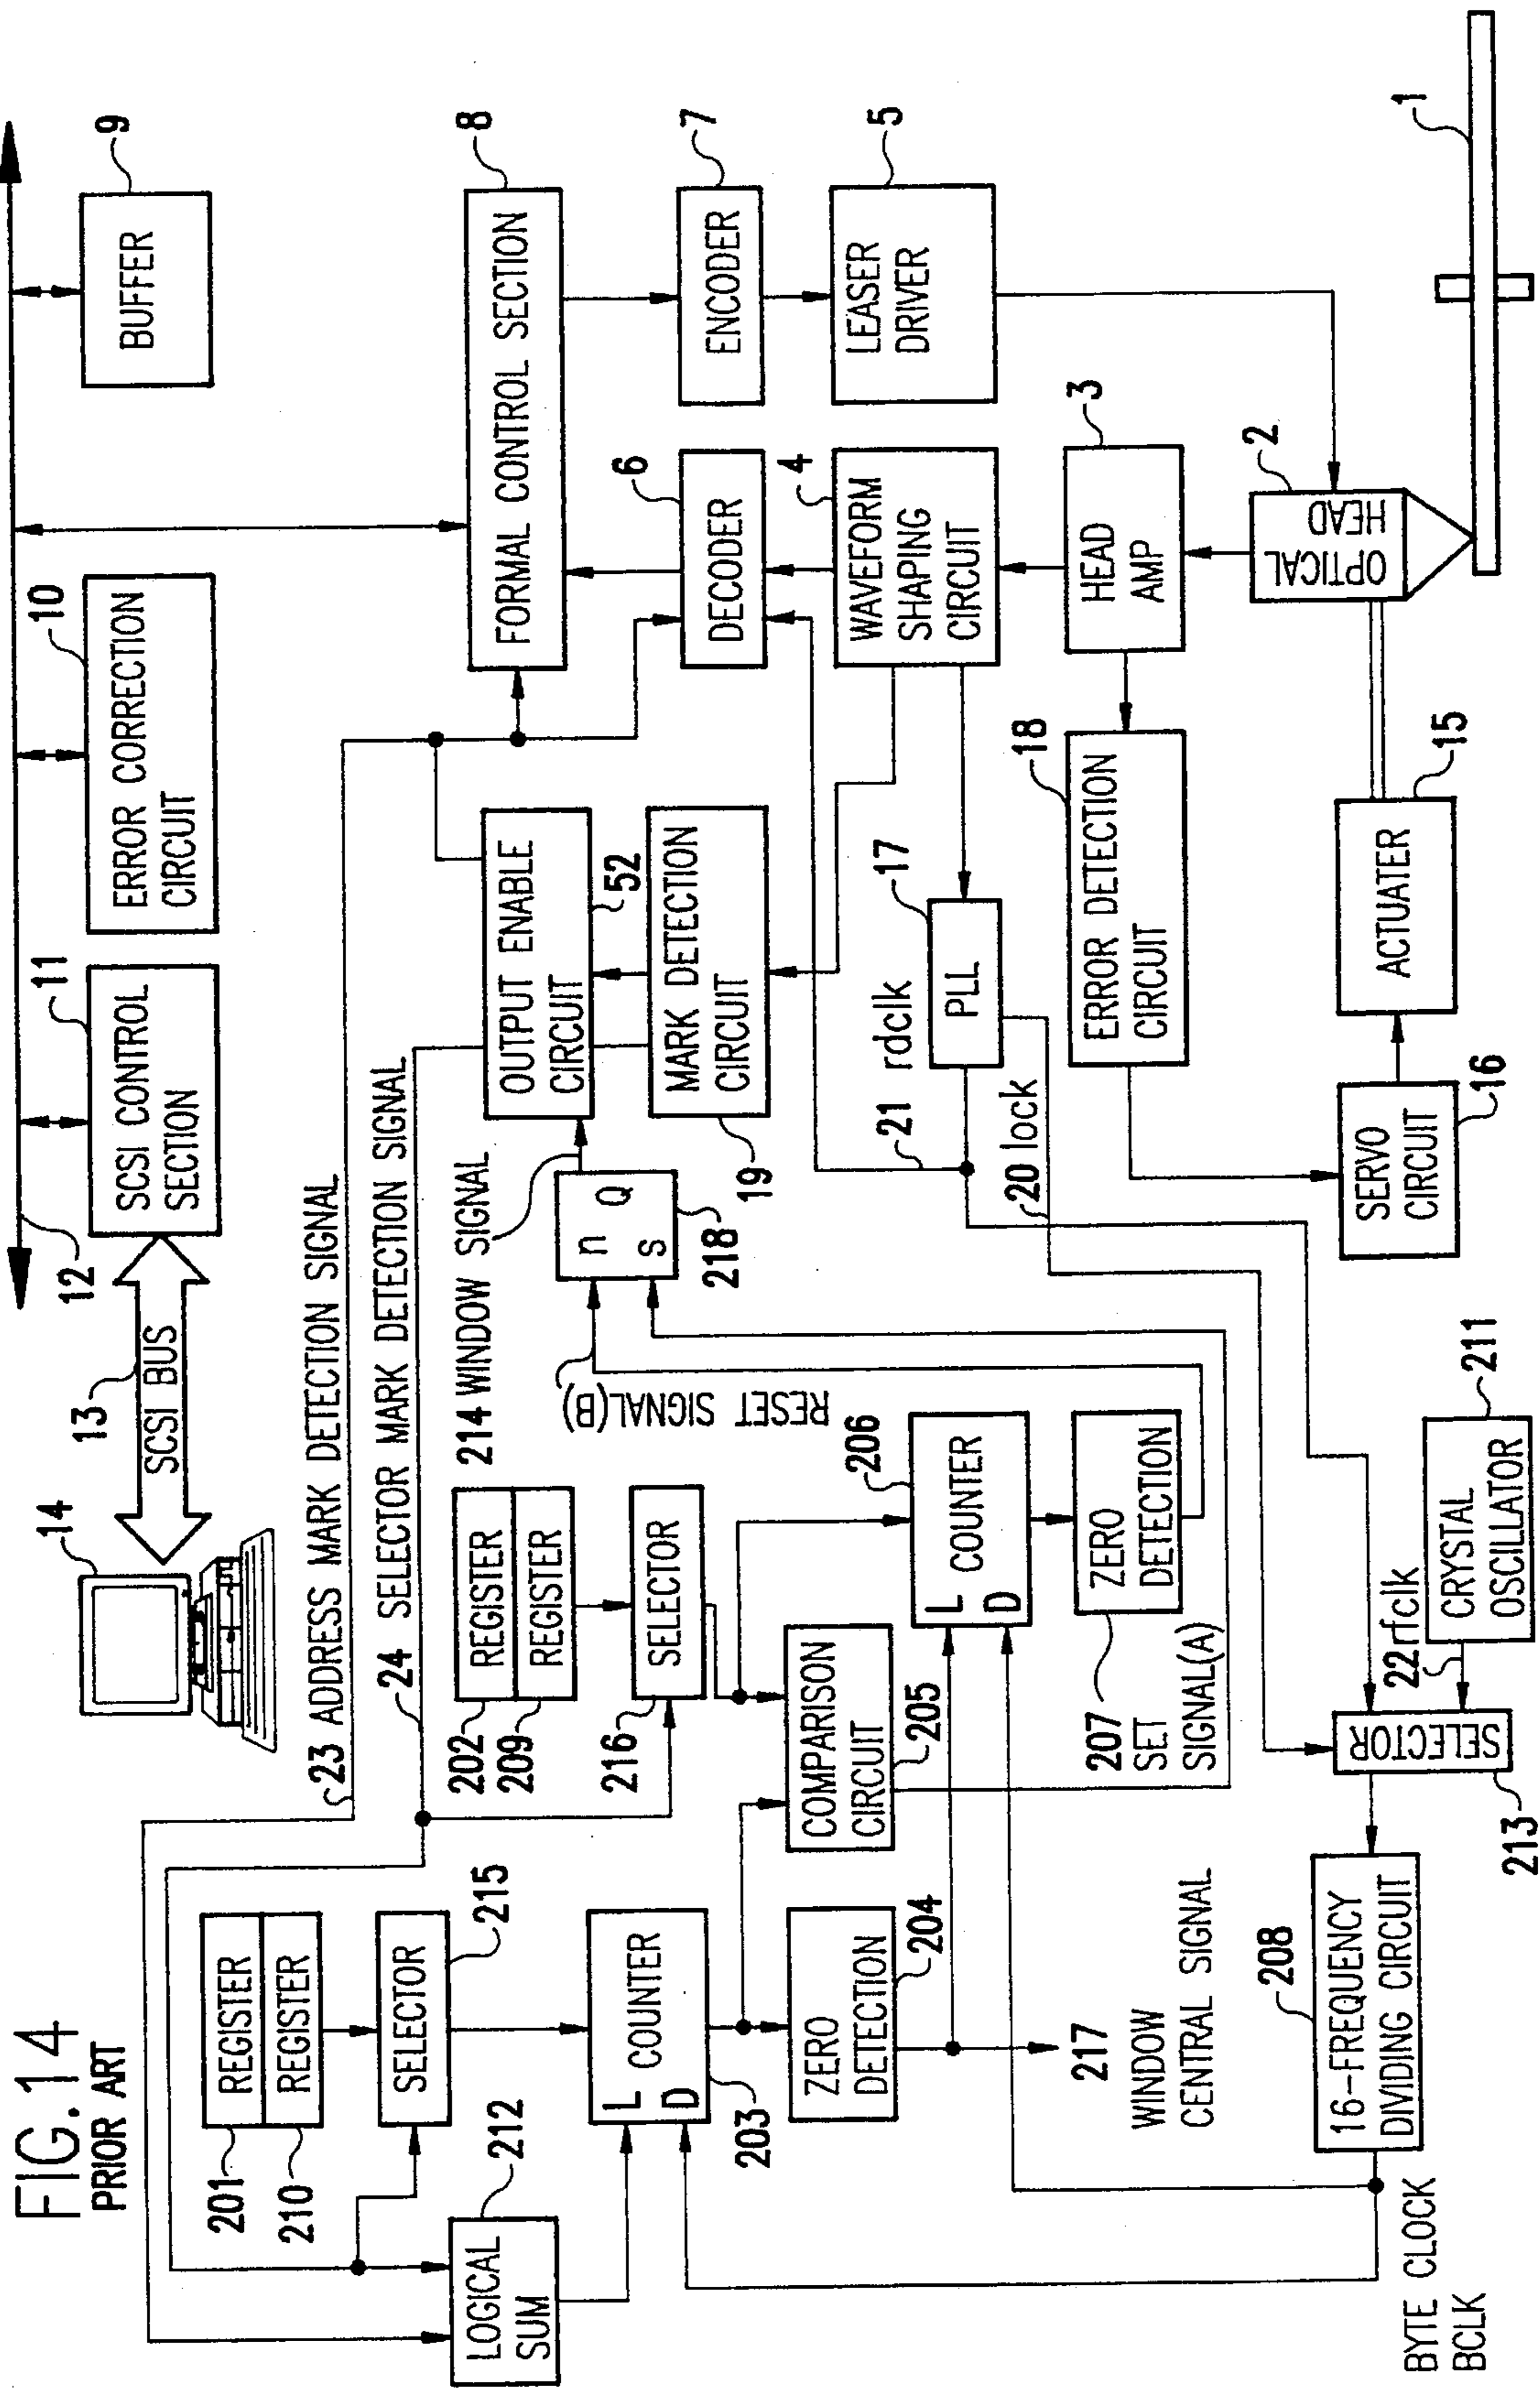 FIG.14
PRIOR ART
14
13
SCSI BUS
12
11
SCSI CONTROL
SECTION
10
ERROR CORRECTION
CIRCUIT
9
BUFFER
23 ADDRESS MARK DETECTION SIGNAL
24 SELECTOR MARK DETECTION SIGNAL
201
REGISTER
210
REGISTER
SELECTOR
215
212
LOGICAL
SUM
L
D
COUNTER
203
ZERO
DETECTION
204
217
WINDOW
CENTRAL SIGNAL
202
REGISTER
209
REGISTER
216
SELECTOR
COMPARISON
CIRCUIT
205
206
L
D
COUNTER
ZERO
DETECTION
207
SET
SIGNAL(A)
RESET SIGNAL(B)
214 WINDOW SIGNAL
n
Q
s
218
OUTPUT ENABLE
CIRCUIT
52
MARK DETECTION
CIRCUIT
19
FORMAL CONTROL SECTION
8
DECODER
6
ENCODER
7
WAVEFORM
SHAPING
CIRCUIT
4
LEASER
DRIVER
5
21
rdclk
17
PLL
20 lock
HEAD
AMP
3
ERROR DETECTION
CIRCUIT
18
OPTICAL
HEAD
2
1
ACTUATER
15
SERVO
CIRCUIT
16
CRYSTAL
OSCILLATOR
211
22 rfclk
SELECTOR
213
16-FREQUENCY
DIVIDING CIRCUIT
208
BYTE CLOCK
BCLK